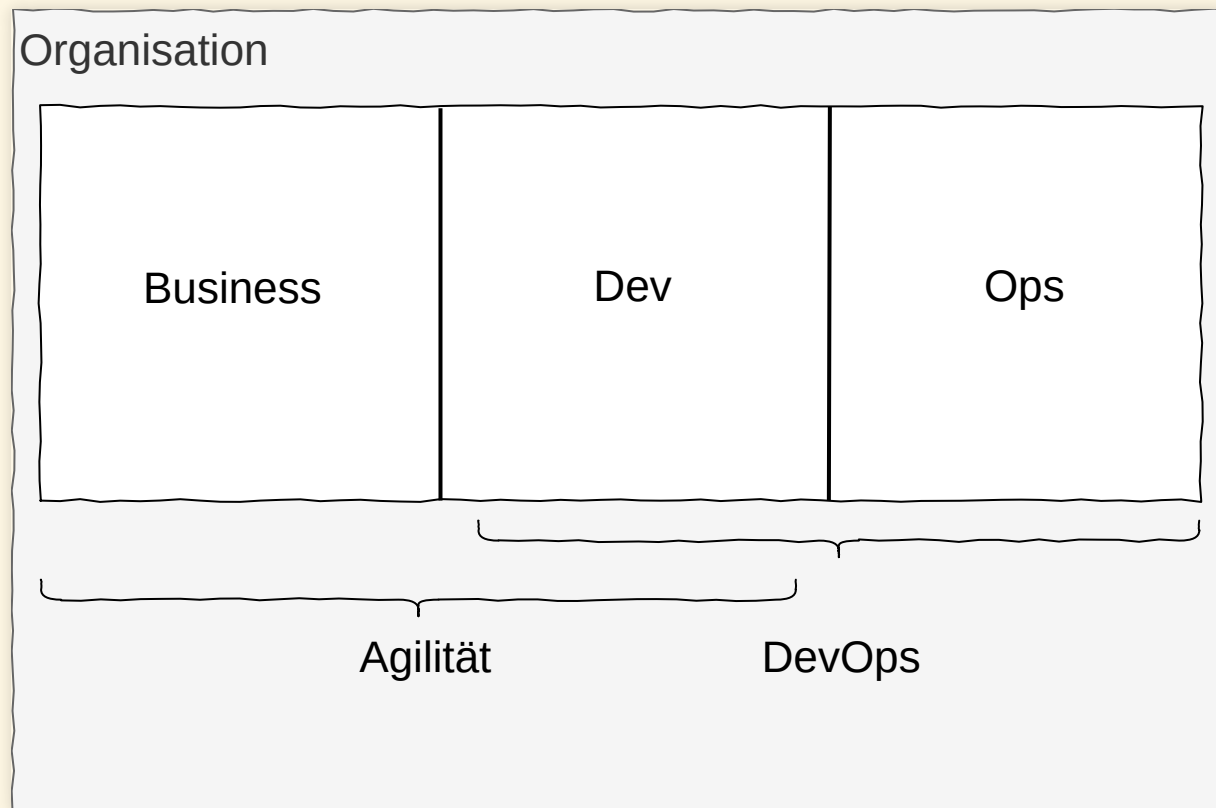 Organisation
Business
Dev
Ops
Agilität
DevOps